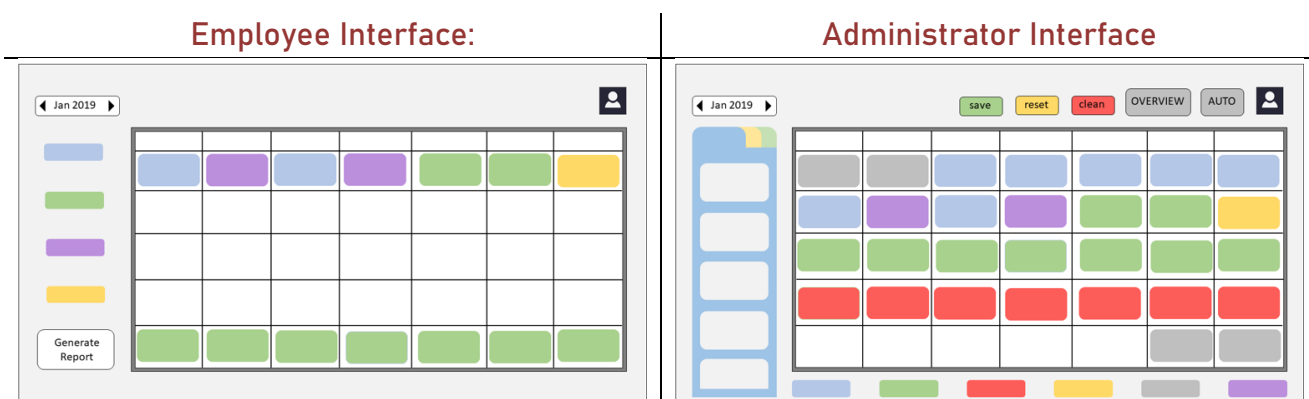 Employee Interface:
Administrator Interface
Jan 2019
Generate
Report
Jan 2019
save
reset
clean
OVERVIEW
AUTO